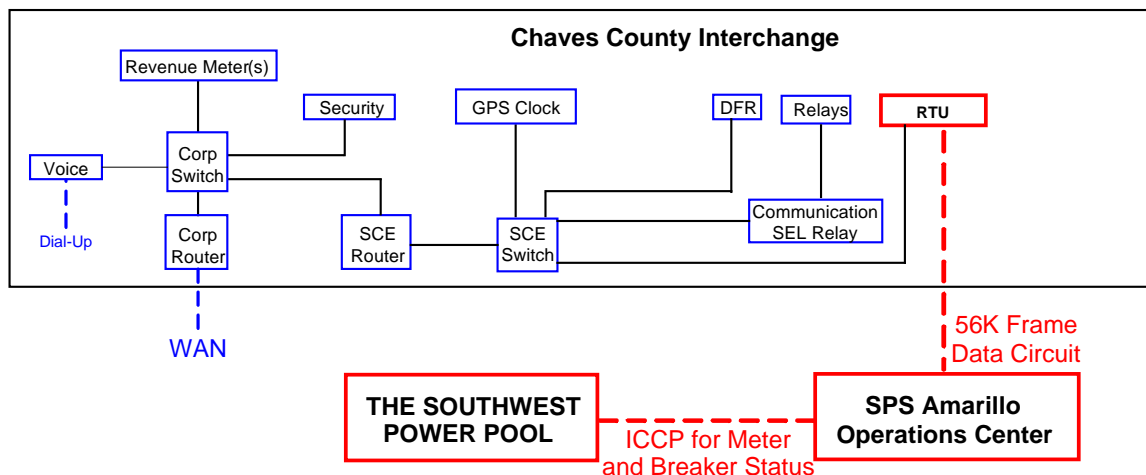 Chaves County Interchange
Revenue Meter(s)
Security
GPS Clock
DFR
Relays
RTU
Voice
Corp
Switch
Dial-Up
Corp
Router
SCE
Router
SCE
Switch
Communication
SEL Relay
WAN
56K Frame
Data Circuit
THE SOUTHWEST
POWER POOL
ICCP for Meter
and Breaker Status
SPS Amarillo
Operations Center